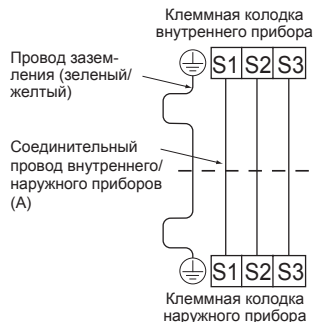 Клеммная колодка
внутреннего прибора
Провод зазем-
ления (зеленый/
желтый)
S1 S2 S3
Соединительный
провод внутреннего/
наружного приборов
(A)
S1 S2 S3
Клеммная колодка
наружного прибора